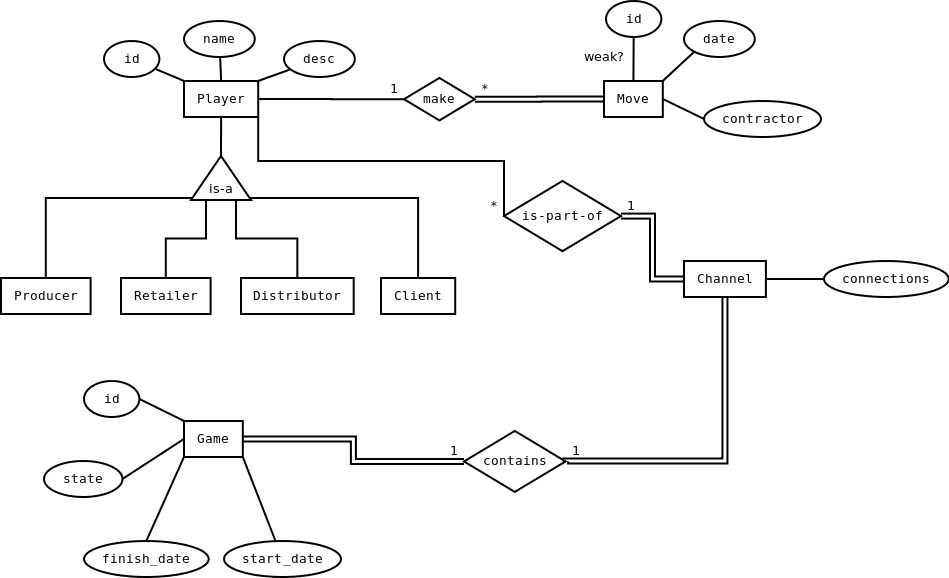 id
name
desc
id
date
weak?
Player
1
make
*
Move
contractor
is-a
*
is-part-of
1
Producer
Retailer
Distributor
Client
Channel
connections
id
Game
1
contains
1
state
finish_date
start_date